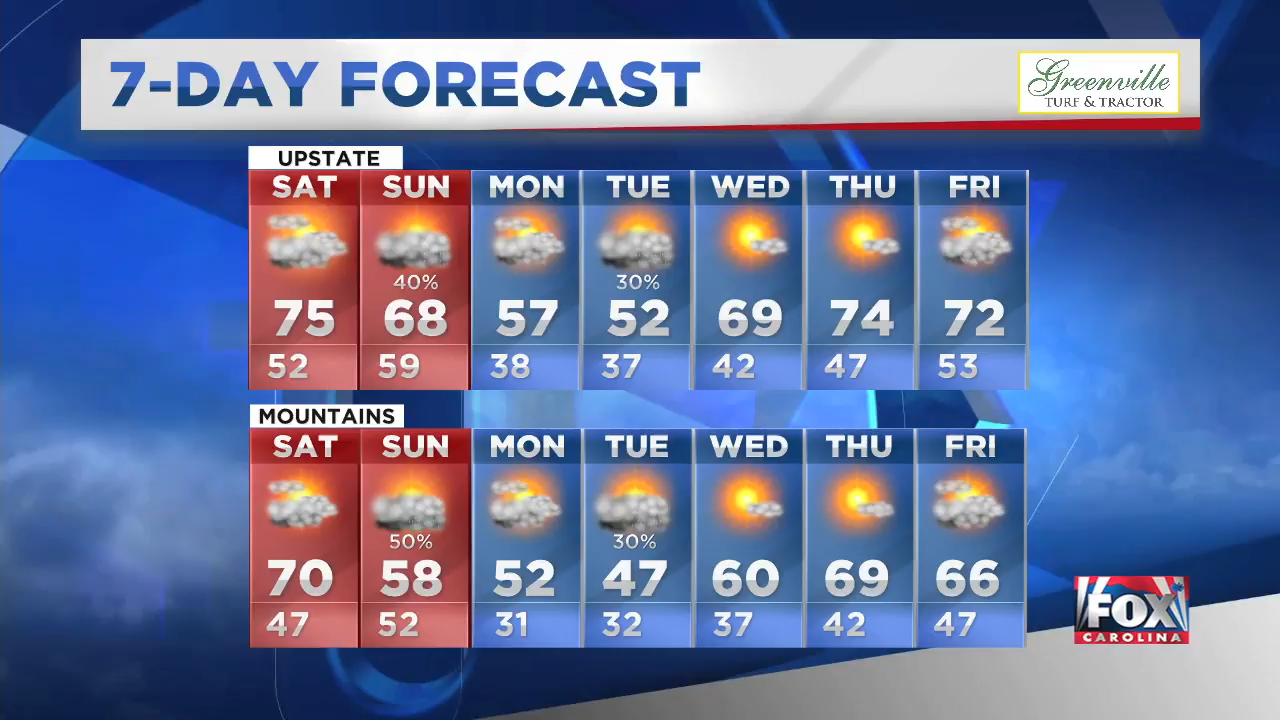 7-DAY FORECAST
Greenville
TURF & TRACTOR
UPSTATE
SAT SUN MON TUE WED THU FRI
40% 30%
75 68 57 52 69 74 72
52 59 38 37 42 47 53
MOUNTAINS
SAT SUN MON TUE WED THU FRI
50% 30%
70 58 52 47 60 69 66
47 52 31 32 37 42 47
FOX
CAROLINA